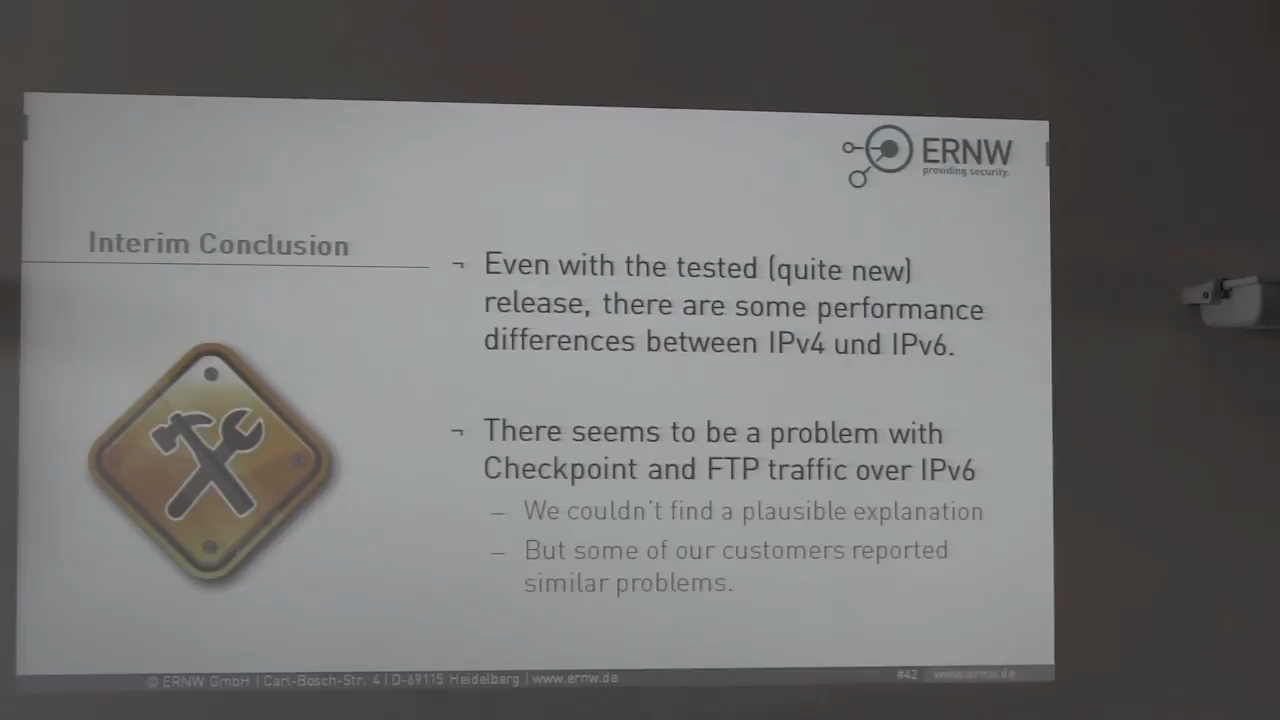 ERNW
providing security.
Interim Conclusion
¬ Even with the tested (quite new)
release, there are some performance
differences between IPv4 und IPv6.
¬ There seems to be a problem with
Checkpoint and FTP traffic over IPv6
– We couldn't find a plausible explanation
– But some of our customers reported
similar problems.
© ERNW GmbH | Carl-Bosch-Str. 4 | D-69115 Heidelberg | www.ernw.de
#42 www.ernw.de